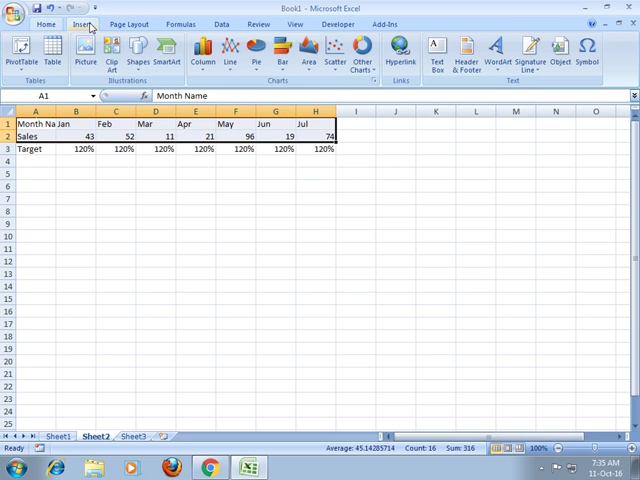 Book1 - Microsoft Excel
Home Insert Page Layout Formulas Data Review View Developer Add-Ins
PivotTable Table Picture Clip Art Shapes SmartArt Column Line Pie Bar Area Scatter Other Charts Hyperlink Text Box Header & Footer WordArt Signature Line Object Symbol
Tables Illustrations Charts Links Text
A1 fx Month Name
A B C D E F G H I J K L M N O
1 Month Na Jan Feb Mar Apr May Jun Jul
2 Sales 43 52 11 21 96 19 74
3 Target 120% 120% 120% 120% 120% 120% 120%
4
5
6
7
8
9
10
11
12
13
14
15
16
17
18
19
20
21
22
23
24
25
Sheet1 Sheet2 Sheet3
Ready Average: 45.14285714 Count: 16 Sum: 316 100%
7:35 AM
11-Oct-16